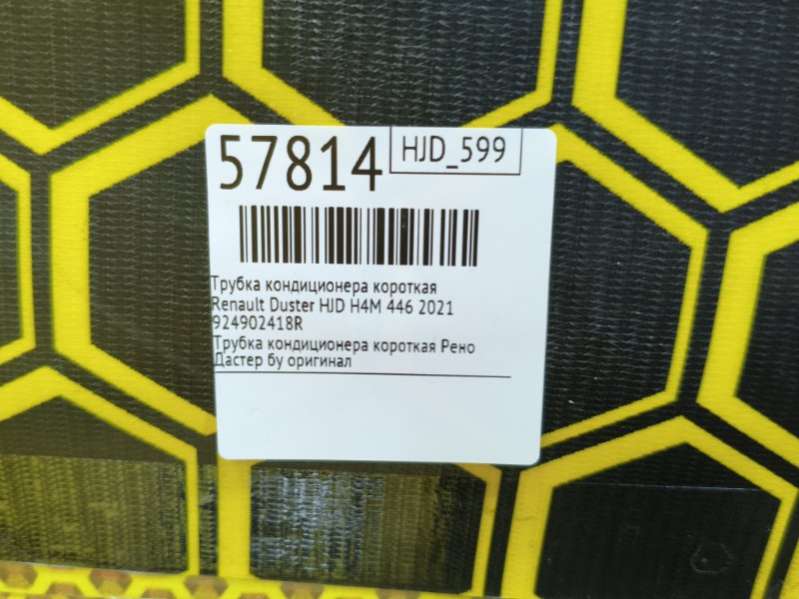 57814
HJD_599
Трубка кондиционера короткая
Renault Duster HJD H4M 446 2021
924902418R
Трубка кондиционера короткая Рено
Дастер бу оригинал